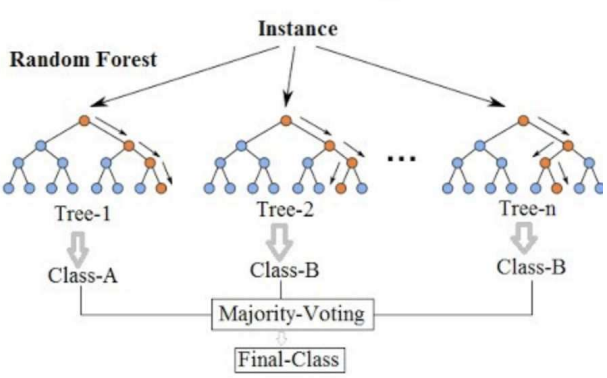 Instance
Random Forest
...
Tree-1
Tree-2
Tree-n
Class-A
Class-B
Class-B
Majority-Voting
Final-Class